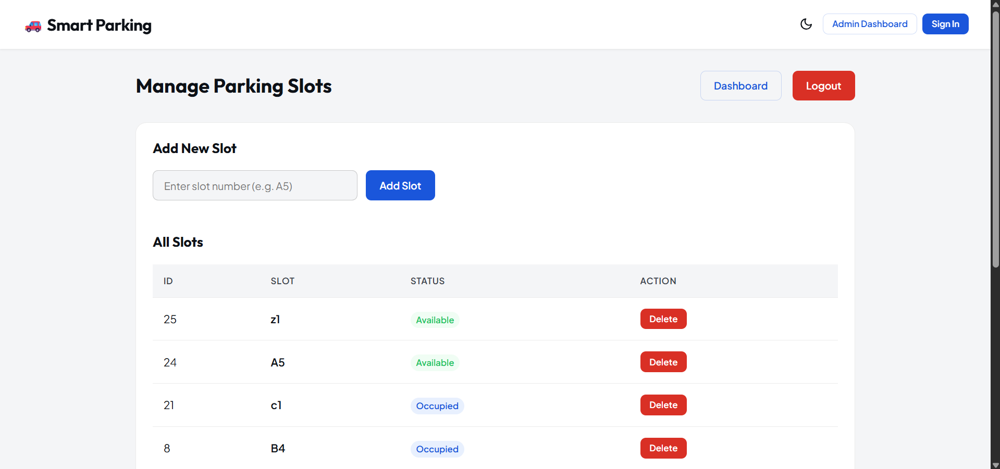 Smart Parking
Admin Dashboard
Sign In
Manage Parking Slots
Dashboard
Logout
Add New Slot
Enter slot number (e.g. A5)
Add Slot
All Slots
ID SLOT STATUS ACTION
25 z1 Available Delete
24 A5 Available Delete
21 c1 Occupied Delete
8 B4 Occupied Delete